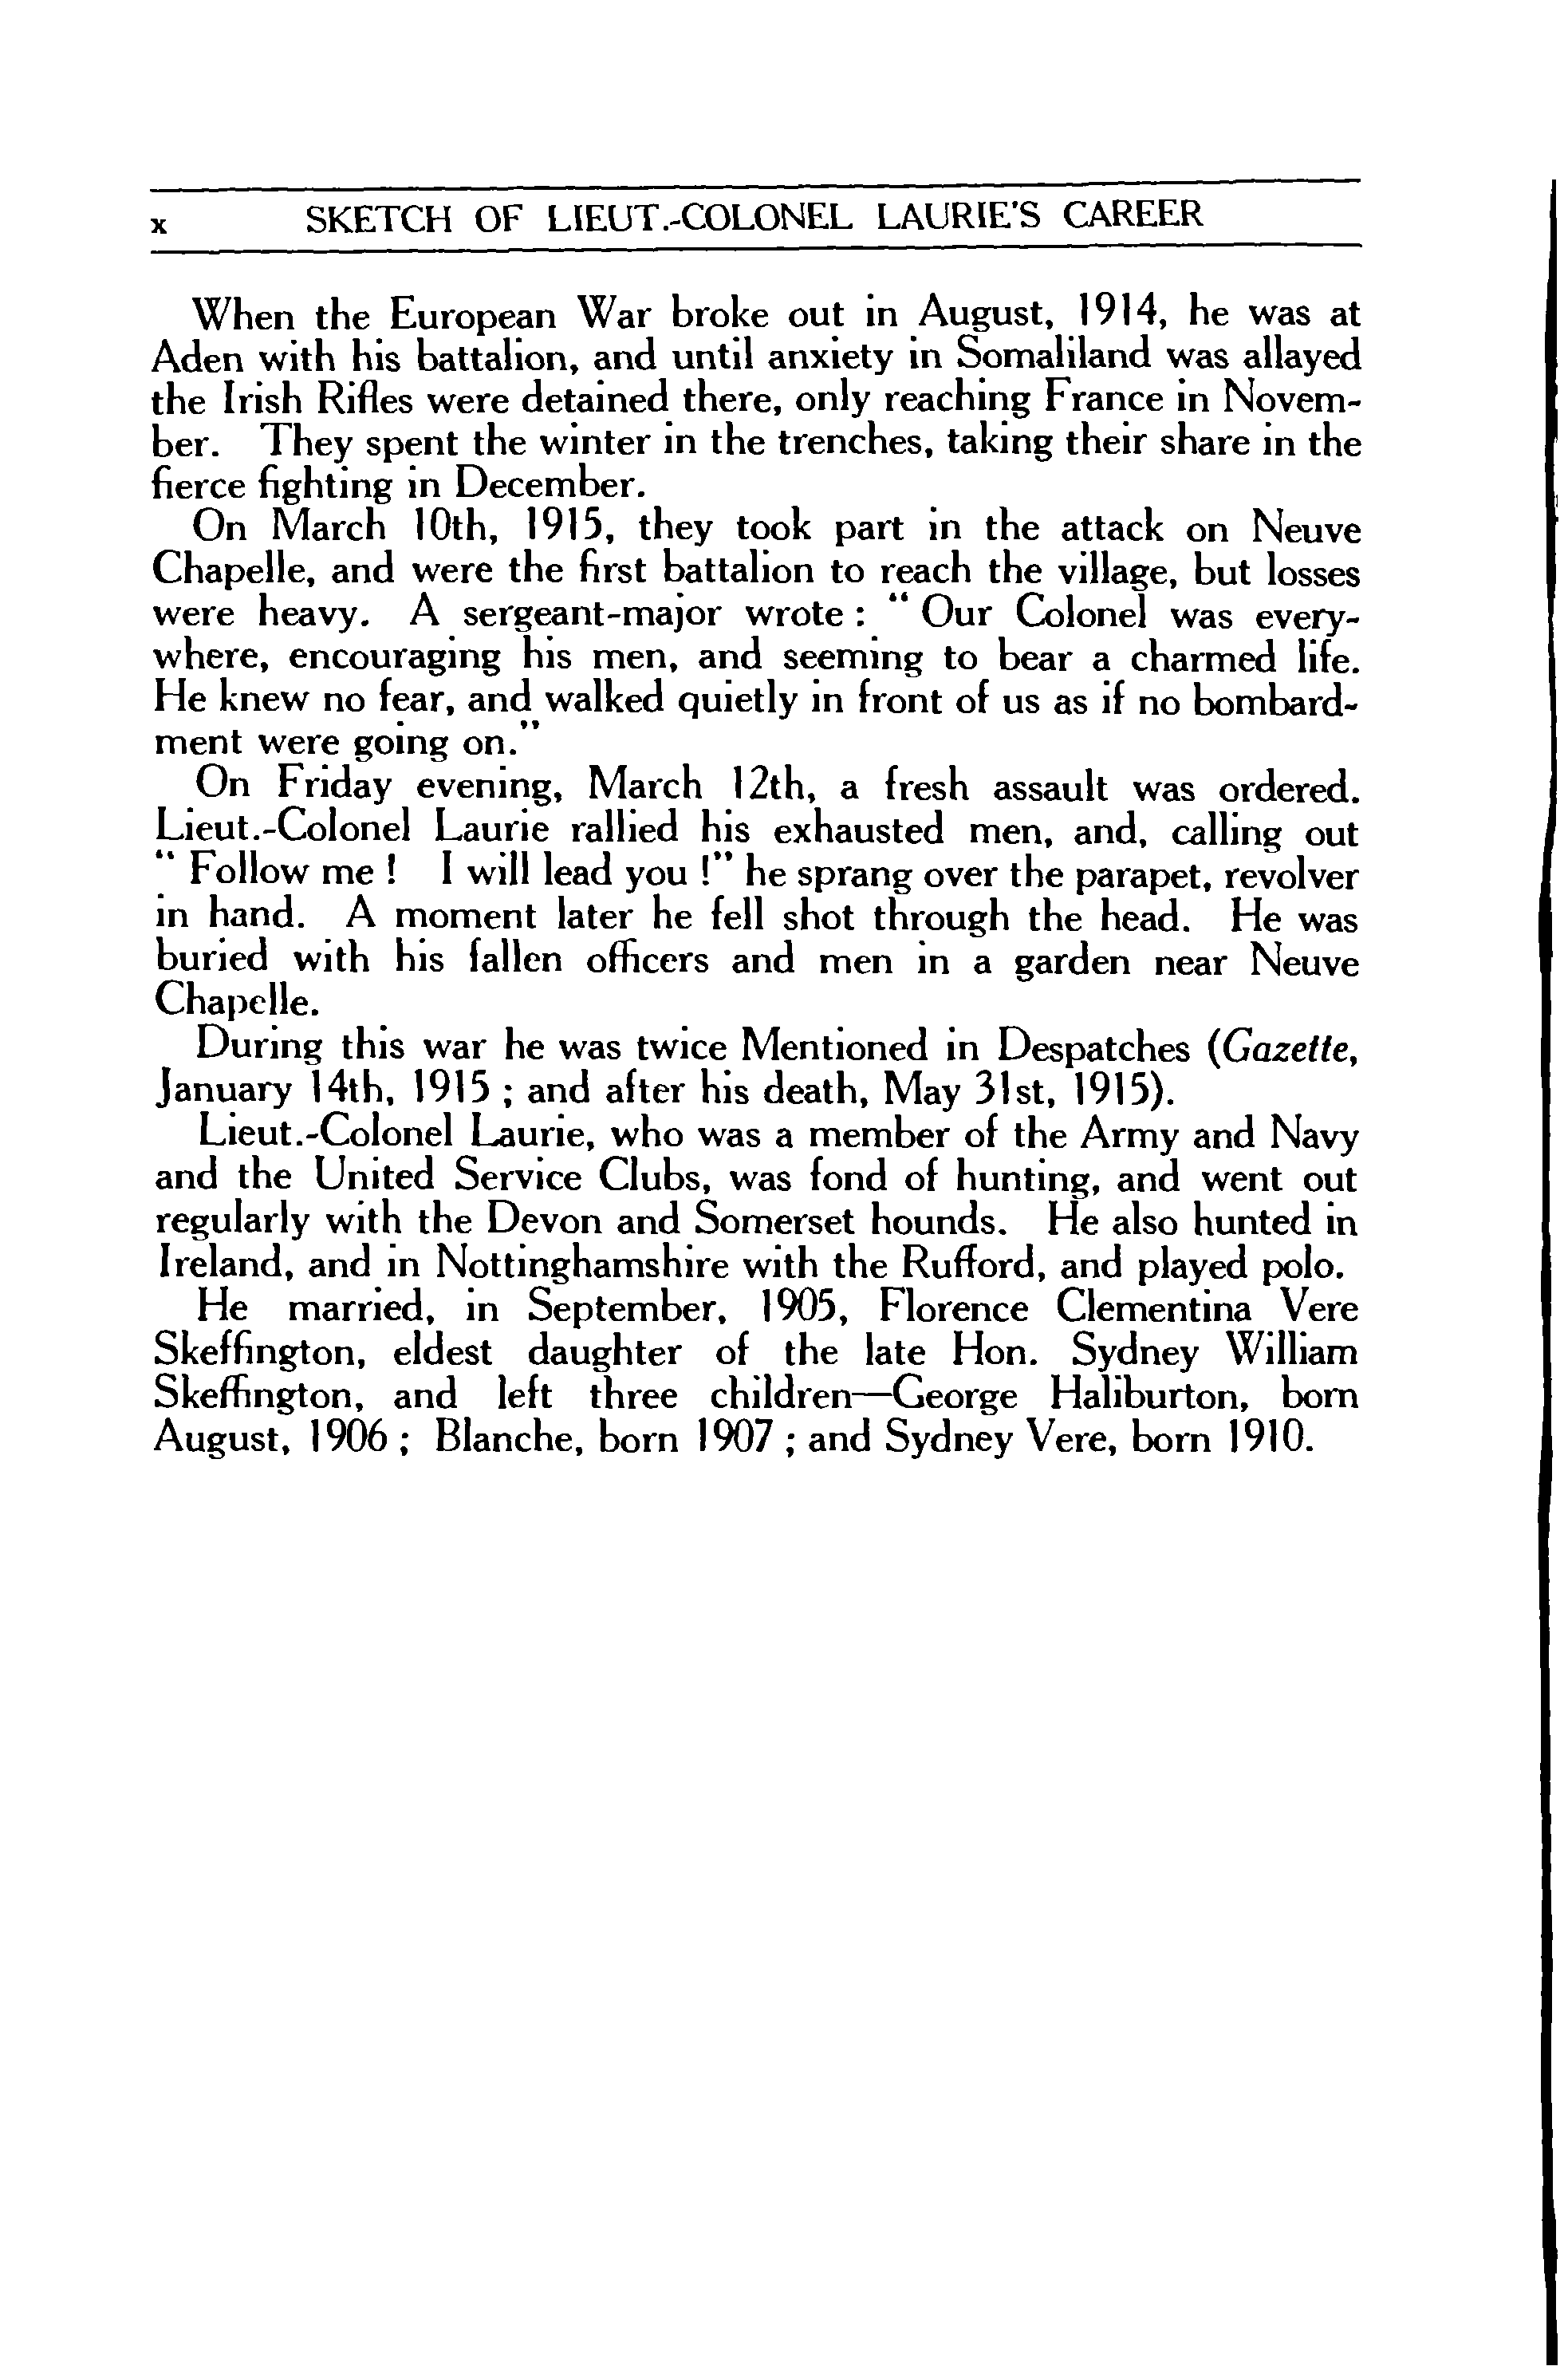 x SKETCH OF LIEUT.-COLONEL LAURIE'S CAREER
When the European War broke out in August, 1914, he was at
Aden with his battalion, and until anxiety in Somaliland was allayed
the Irish Rifles were detained there, only reaching France in Novem-
ber. They spent the winter in the trenches, taking their share in the
fierce fighting in December.
On March 10th, 1915, they took part in the attack on Neuve
Chapelle, and were the first battalion to reach the village, but losses
were heavy. A sergeant-major wrote : " Our Colonel was every-
where, encouraging his men, and seeming to bear a charmed life.
He knew no fear, and walked quietly in front of us as if no bombard-
ment were going on."
On Friday evening, March 12th, a fresh assault was ordered.
Lieut.-Colonel Laurie rallied his exhausted men, and, calling out
" Follow me ! I will lead you !" he sprang over the parapet, revolver
in hand. A moment later he fell shot through the head. He was
buried with his fallen officers and men in a garden near Neuve
Chapelle.
During this war he was twice Mentioned in Despatches (Gazette,
January 14th, 1915 ; and after his death, May 31st, 1915).
Lieut.-Colonel Laurie, who was a member of the Army and Navy
and the United Service Clubs, was fond of hunting, and went out
regularly with the Devon and Somerset hounds. He also hunted in
Ireland, and in Nottinghamshire with the Rufford, and played polo.
He married, in September, 1905, Florence Clementina Vere
Skeffington, eldest daughter of the late Hon. Sydney William
Skeffington, and left three children—George Haliburton, born
August, 1906 ; Blanche, born 1907 ; and Sydney Vere, born 1910.